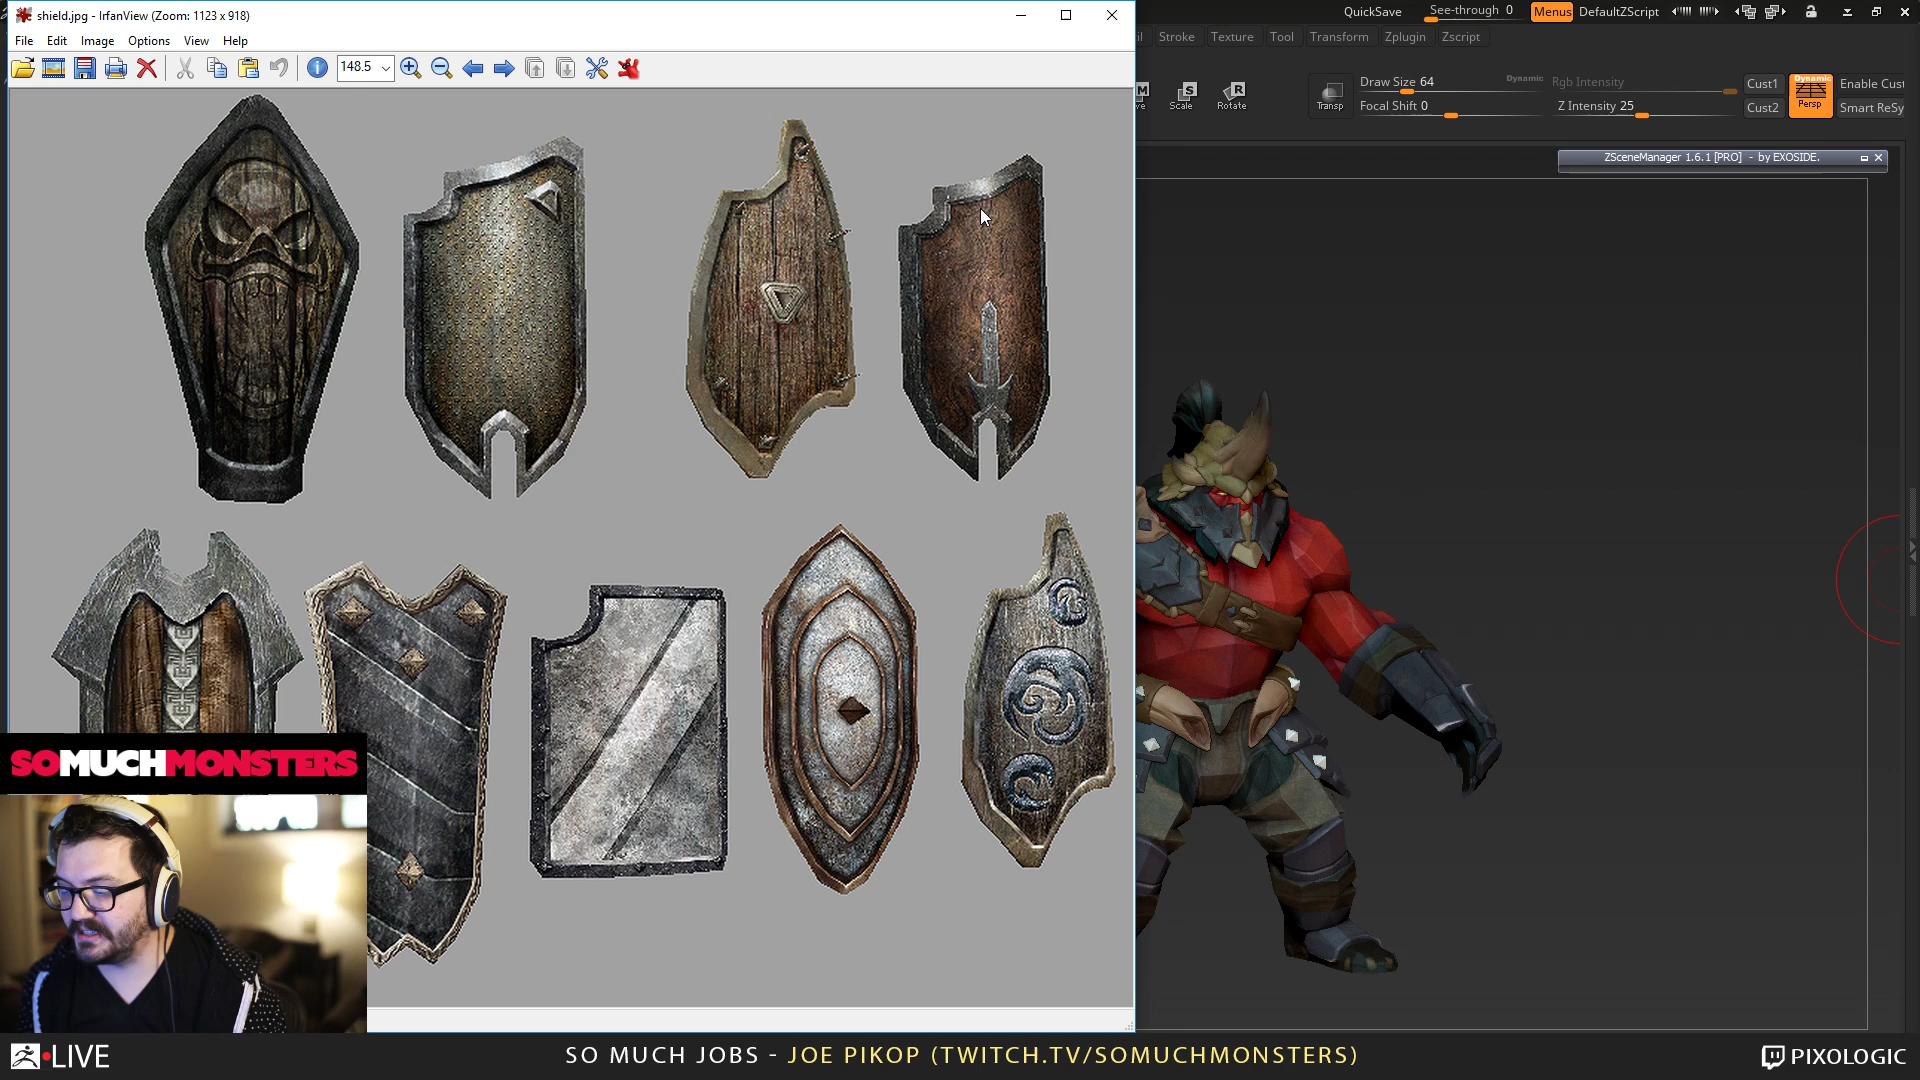 shield.jpg - IrfanView (Zoom: 1123 x 918)
File Edit Image Options View Help
148.5
QuickSave See-through 0 Menus DefaultZScript
Stroke Texture Tool Transform Zplugin Zscript
M S R
Scale Rotate Transp
Draw Size 64 Dynamic Rgb Intensity
Focal Shift 0 Z Intensity 25
Cust1 Dynamic Enable Cust
Cust2 Persp Smart ReSy
ZSceneManager 1.6.1 [PRO] - by EXOSIDE.
SOMUCHMONSTERS
LIVE
SO MUCH JOBS - JOE PIKOP (TWITCH.TV/SOMUCHMONSTERS)
PIXOLOGIC